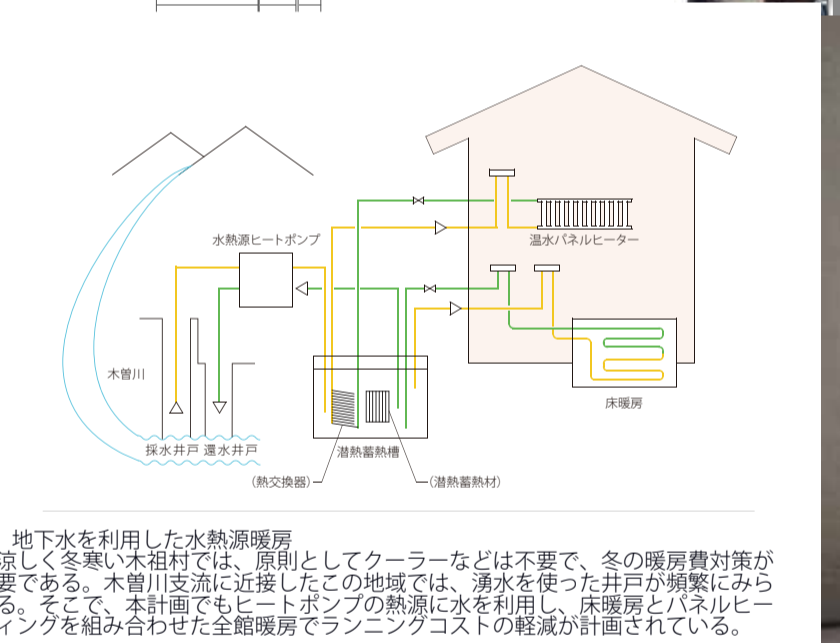 水熱源ヒートポンプ
温水パネルヒーター
木曽川
床暖房
採水井戸 還水井戸
潜熱蓄熱槽
(熱交換器)
(潜熱蓄熱材)
地下水を利用した水熱源暖房
涼しく冬寒い木祖村では、原則としてクーラーなどは不要で、冬の暖房費対策が
要である。木曽川支流に近接したこの地域では、湧水を使った井戸が頻繁にみら
る。そこで、本計画でもヒートポンプの熱源に水を利用し、床暖房とパネルヒー
ィングを組み合わせた全館暖房でランニングコストの軽減が計画されている。